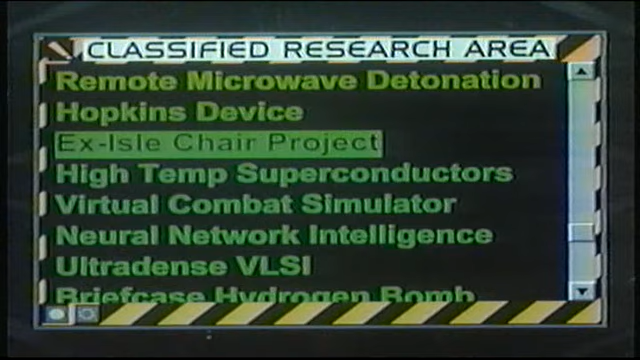 CLASSIFIED RESEARCH AREA
Remote Microwave Detonation
Hopkins Device
Ex-Isle Chair Project
High Temp Superconductors
Virtual Combat Simulator
Neural Network Intelligence
Ultradense VLSI
Briefcase Hydrogen Bomb